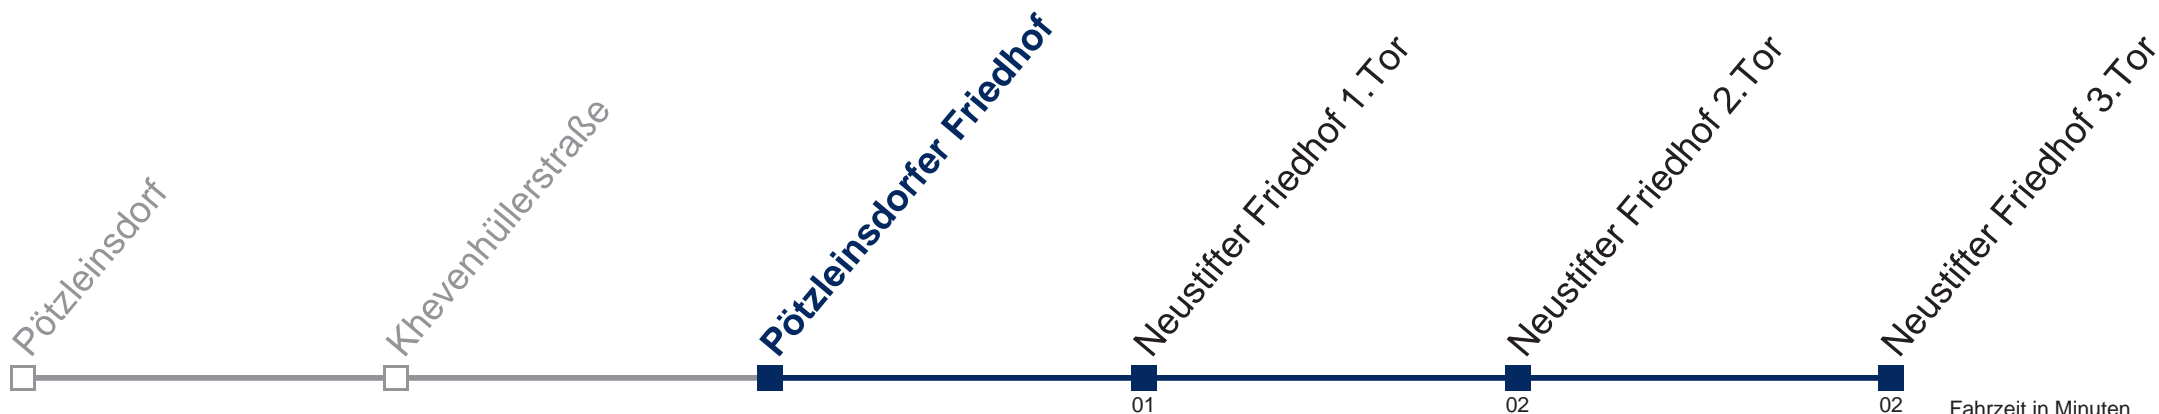 Pötzleinsdorf
Khevenhüllerstraße
Pötzleinsdorfer Friedhof
Neustifter Friedhof 1.Tor
Neustifter Friedhof 2.Tor
Neustifter Friedhof 3.Tor
01
02
02
Fahrzeit in Minuten